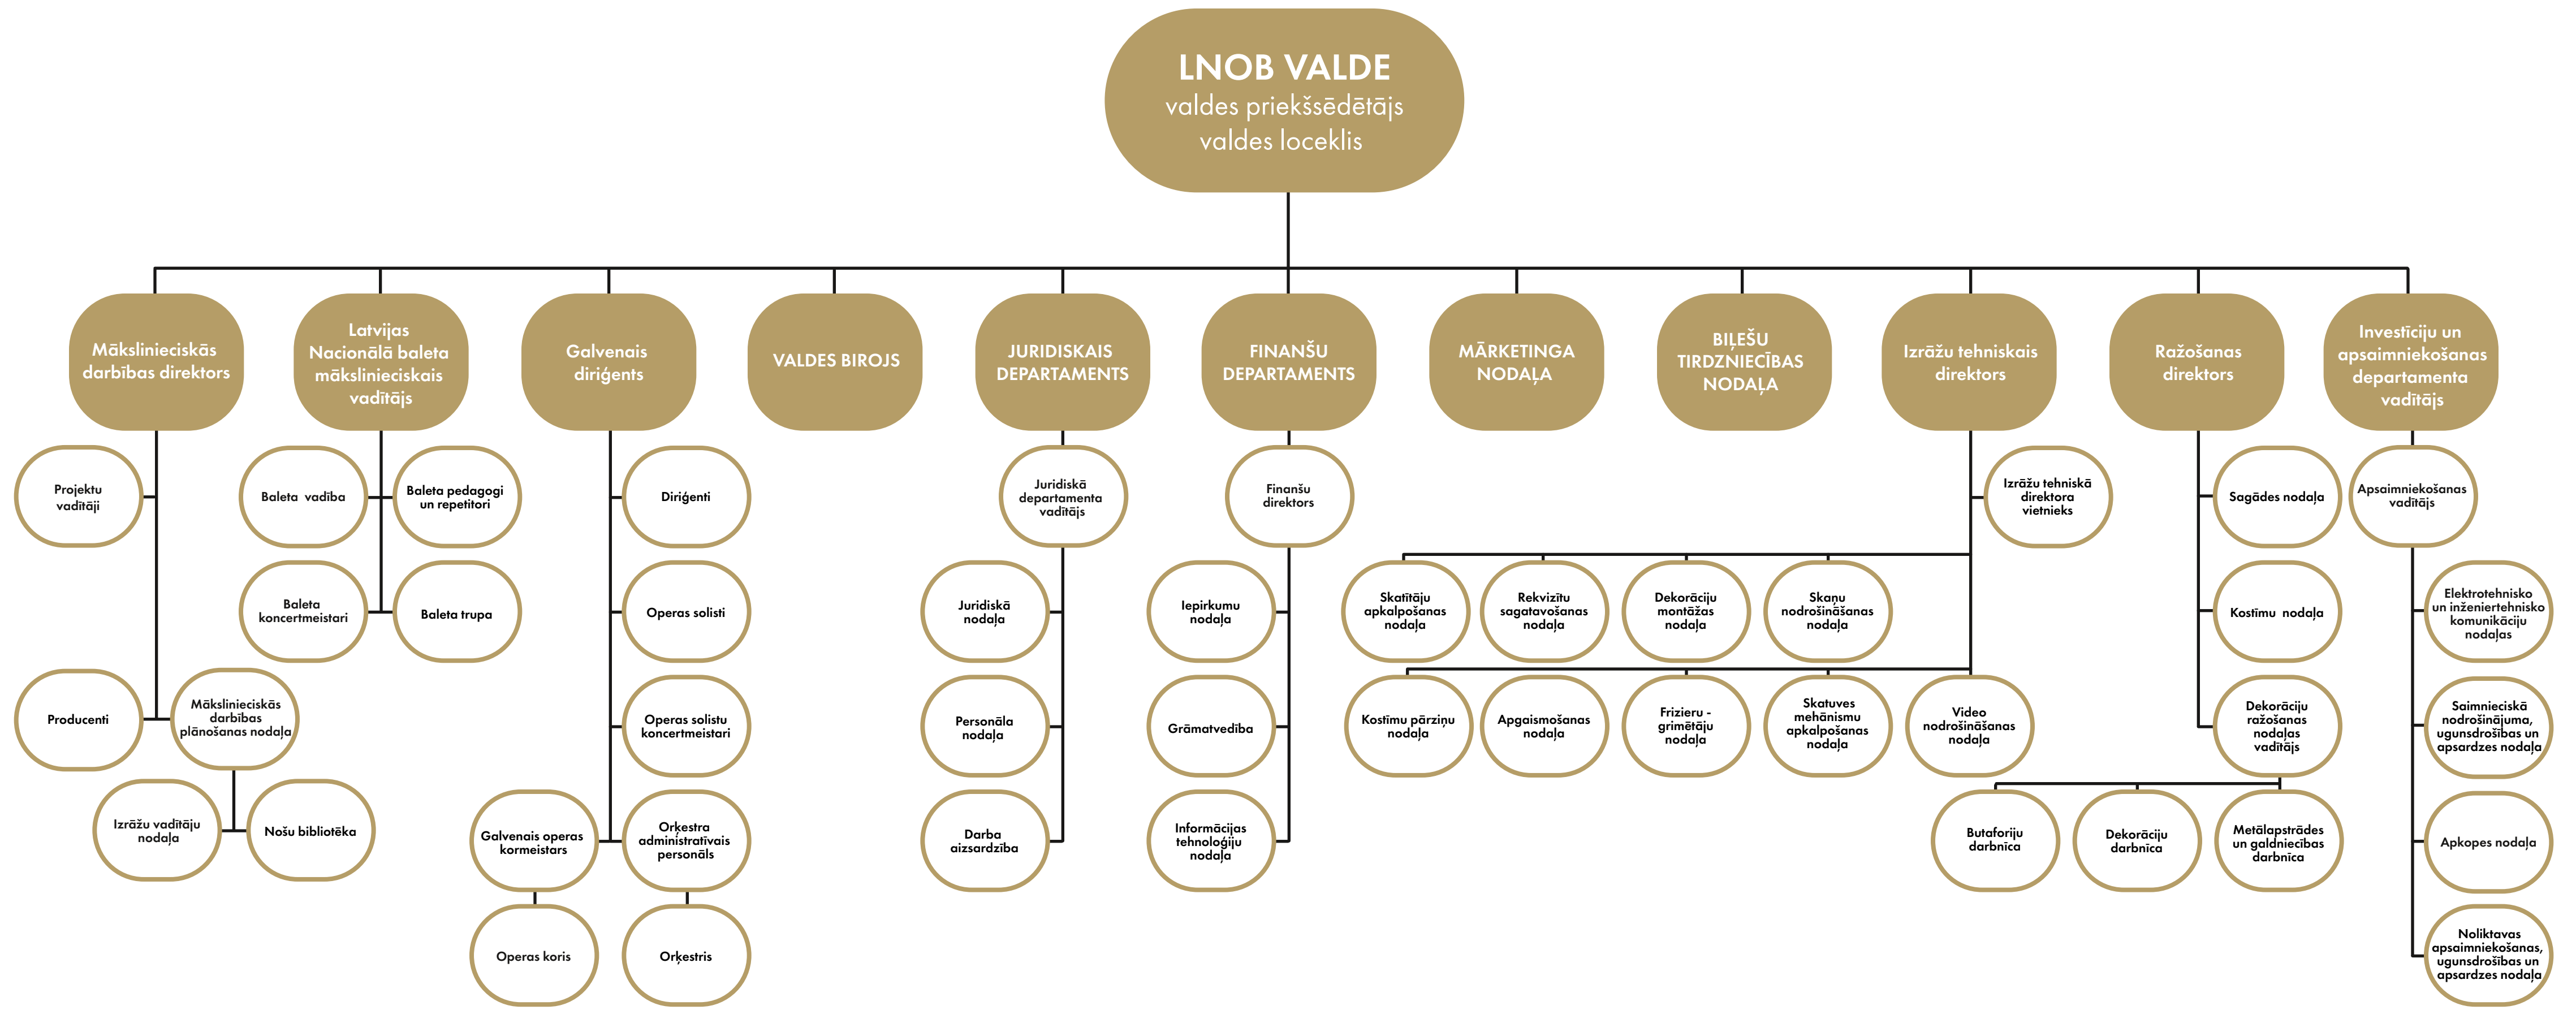 LNOB VALDE
valdes priekšsēdētājs
valdes loceklis
Mākslinieciskās
darbības direktors
Latvijas
Nacionālā baleta
mākslinieciskais
vadītājs
Galvenais
diriģents
VALDES BIROJS
JURIDISKAIS
DEPARTAMENTS
FINANŠU
DEPARTAMENTS
MĀRKETINGA
NODAĻA
BIĻEŠU
TIRDZNIECĪBAS
NODAĻA
Izrāžu tehniskais
direktors
Ražošanas
direktors
Investīciju un
apsaimniekošanas
departamenta
vadītājs
Projektu
vadītāji
Producenti
Mākslinieciskās
darbības
plānošanas nodaļa
Izrāžu vadītāju
nodaļa
Nošu bibliotēka
Baleta vadība
Baleta pedagogi
un repetitori
Baleta
koncertmeistari
Baleta trupa
Diriģenti
Operas solisti
Operas solistu
koncertmeistari
Galvenais operas
kormeistars
Orķestra
administratīvais
personāls
Operas koris
Orķestris
Juridiskā
departamenta
vadītājs
Juridiskā
nodaļa
Personāla
nodaļa
Darba
aizsardzība
Finanšu
direktors
Iepirkumu
nodaļa
Grāmatvedība
Informācijas
tehnoloģiju
nodaļa
Izrāžu tehniskā
direktora
vietnieks
Skatītāju
apkalpošanas
nodaļa
Rekvizītu
sagatavošanas
nodaļa
Dekorāciju
montāžas
nodaļa
Skaņu
nodrošināšanas
nodaļa
Kostīmu pārziņu
nodaļa
Apgaismošanas
nodaļa
Frizieru -
grimētāju
nodaļa
Skatuves
mehānismu
apkalpošanas
nodaļa
Video
nodrošināšanas
nodaļa
Sagādes nodaļa
Kostīmu nodaļa
Dekorāciju
ražošanas
nodaļas
vadītājs
Butaforiju
darbnīca
Dekorāciju
darbnīca
Metālapstrādes
un galdniecības
darbnīca
Apsaimniekošanas
vadītājs
Elektrotehnisko
un inženiertehnisko
komunikāciju
nodaļas
Saimnieciskā
nodrošinājuma,
ugunsdrošības un
apsardzes nodaļa
Apkopes nodaļa
Noliktavas
apsaimniekošanas,
ugunsdrošības un
apsardzes nodaļa